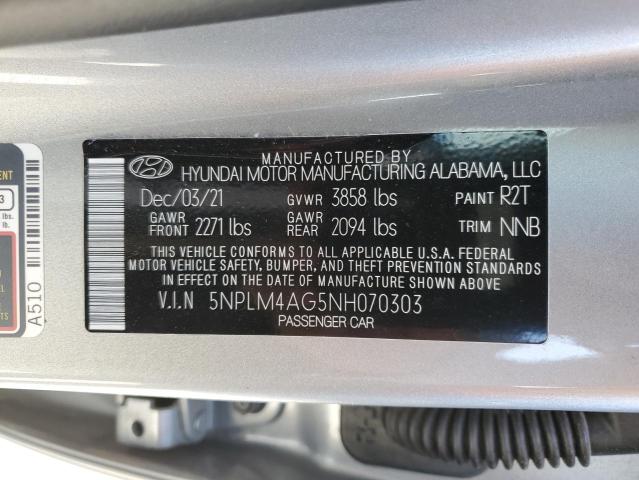 MANUFACTURED BY
HYUNDAI MOTOR MANUFACTURING ALABAMA, LLC
Dec/03/21 GVWR 3858 lbs PAINT R2T
GAWR FRONT 2271 lbs GAWR REAR 2094 lbs TRIM NNB
THIS VEHICLE CONFORMS TO ALL APPLICABLE U.S.A. FEDERAL
MOTOR VEHICLE SAFETY, BUMPER, AND THEFT PREVENTION STANDARDS
IN EFFECT ON THE DATE OF MANUFACTURE SHOWN ABOVE.
V.I.N 5NPLM4AG5NH070303
PASSENGER CAR
A510
3
lbs.